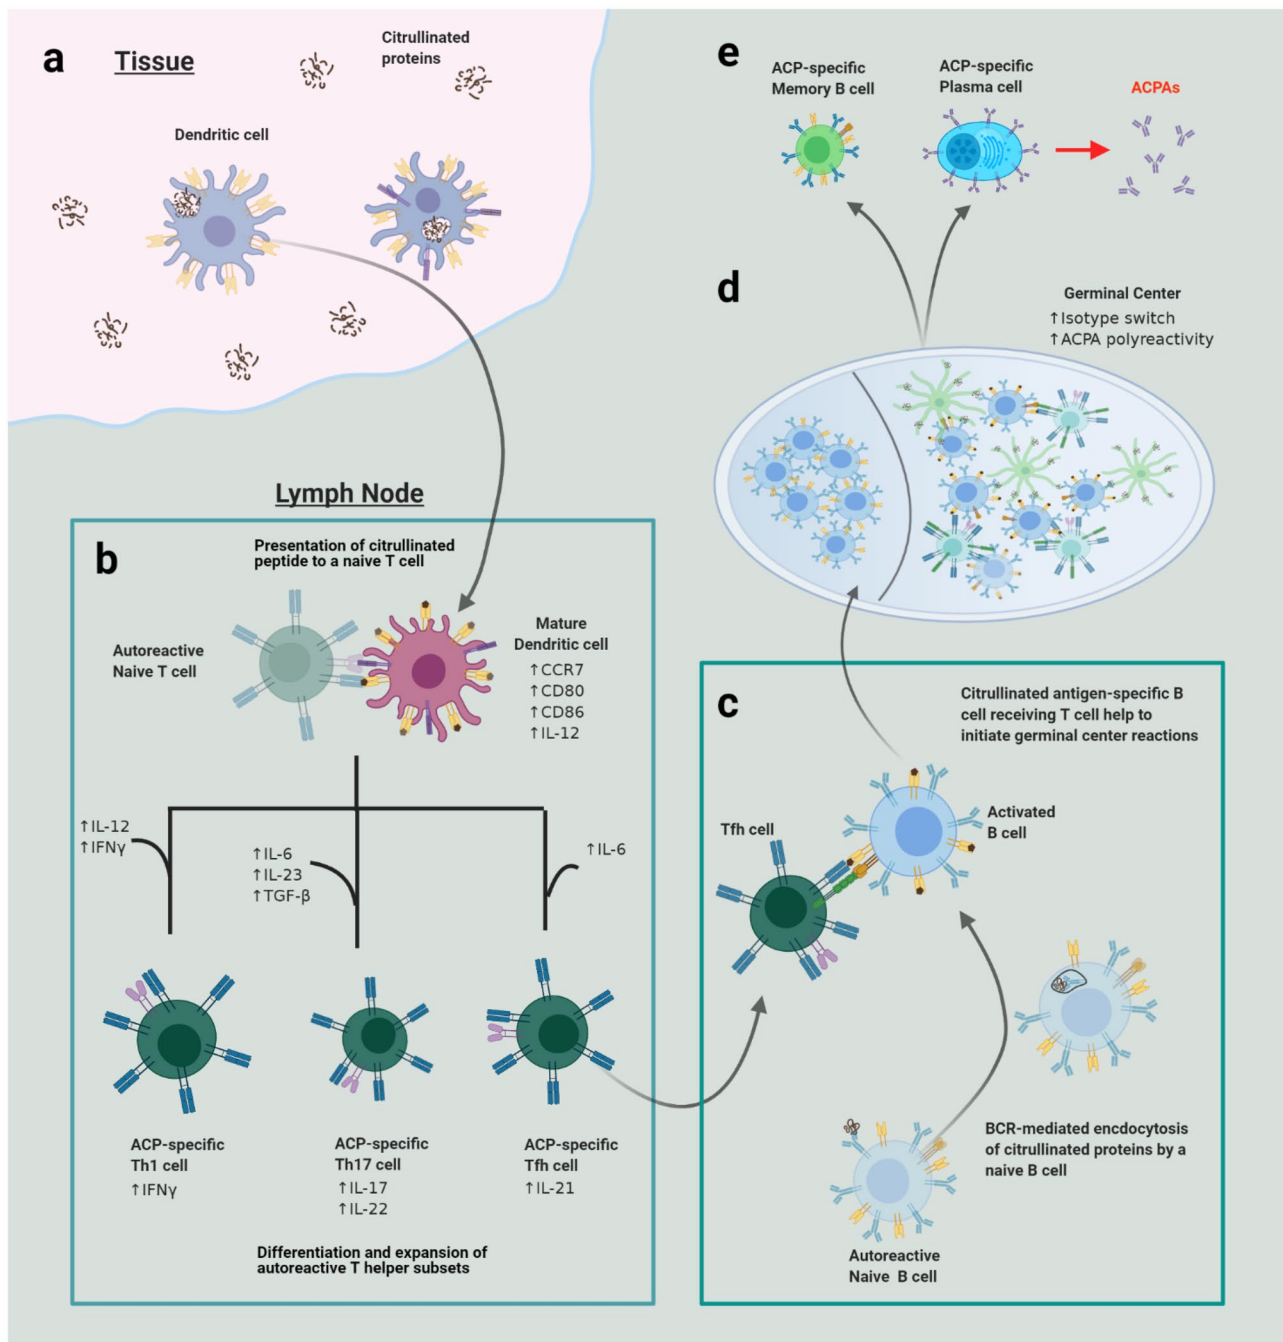 a
Tissue
Citrullinated
proteins
Dendritic cell
Lymph Node
b
Presentation of citrullinated
peptide to a naive T cell
Autoreactive
Naive T cell
Mature
Dendritic cell
↑CCR7
↑CD80
↑CD86
↑IL-12
↑IL-12
↑IFNγ
↑IL-6
↑IL-23
↑TGF-β
↑IL-6
ACP-specific
Th1 cell
↑IFNγ
ACP-specific
Th17 cell
↑IL-17
↑IL-22
ACP-specific
Tfh cell
↑IL-21
Differentiation and expansion of
autoreactive T helper subsets
c
Citrullinated antigen-specific B
cell receiving T cell help to
initiate germinal center reactions
Tfh cell
Activated
B cell
BCR-mediated encdocytosis
of citrullinated proteins by a
naive B cell
Autoreactive
Naive B cell
d
Germinal Center
↑Isotype switch
↑ACPA polyreactivity
e
ACP-specific
Memory B cell
ACP-specific
Plasma cell
ACPAs